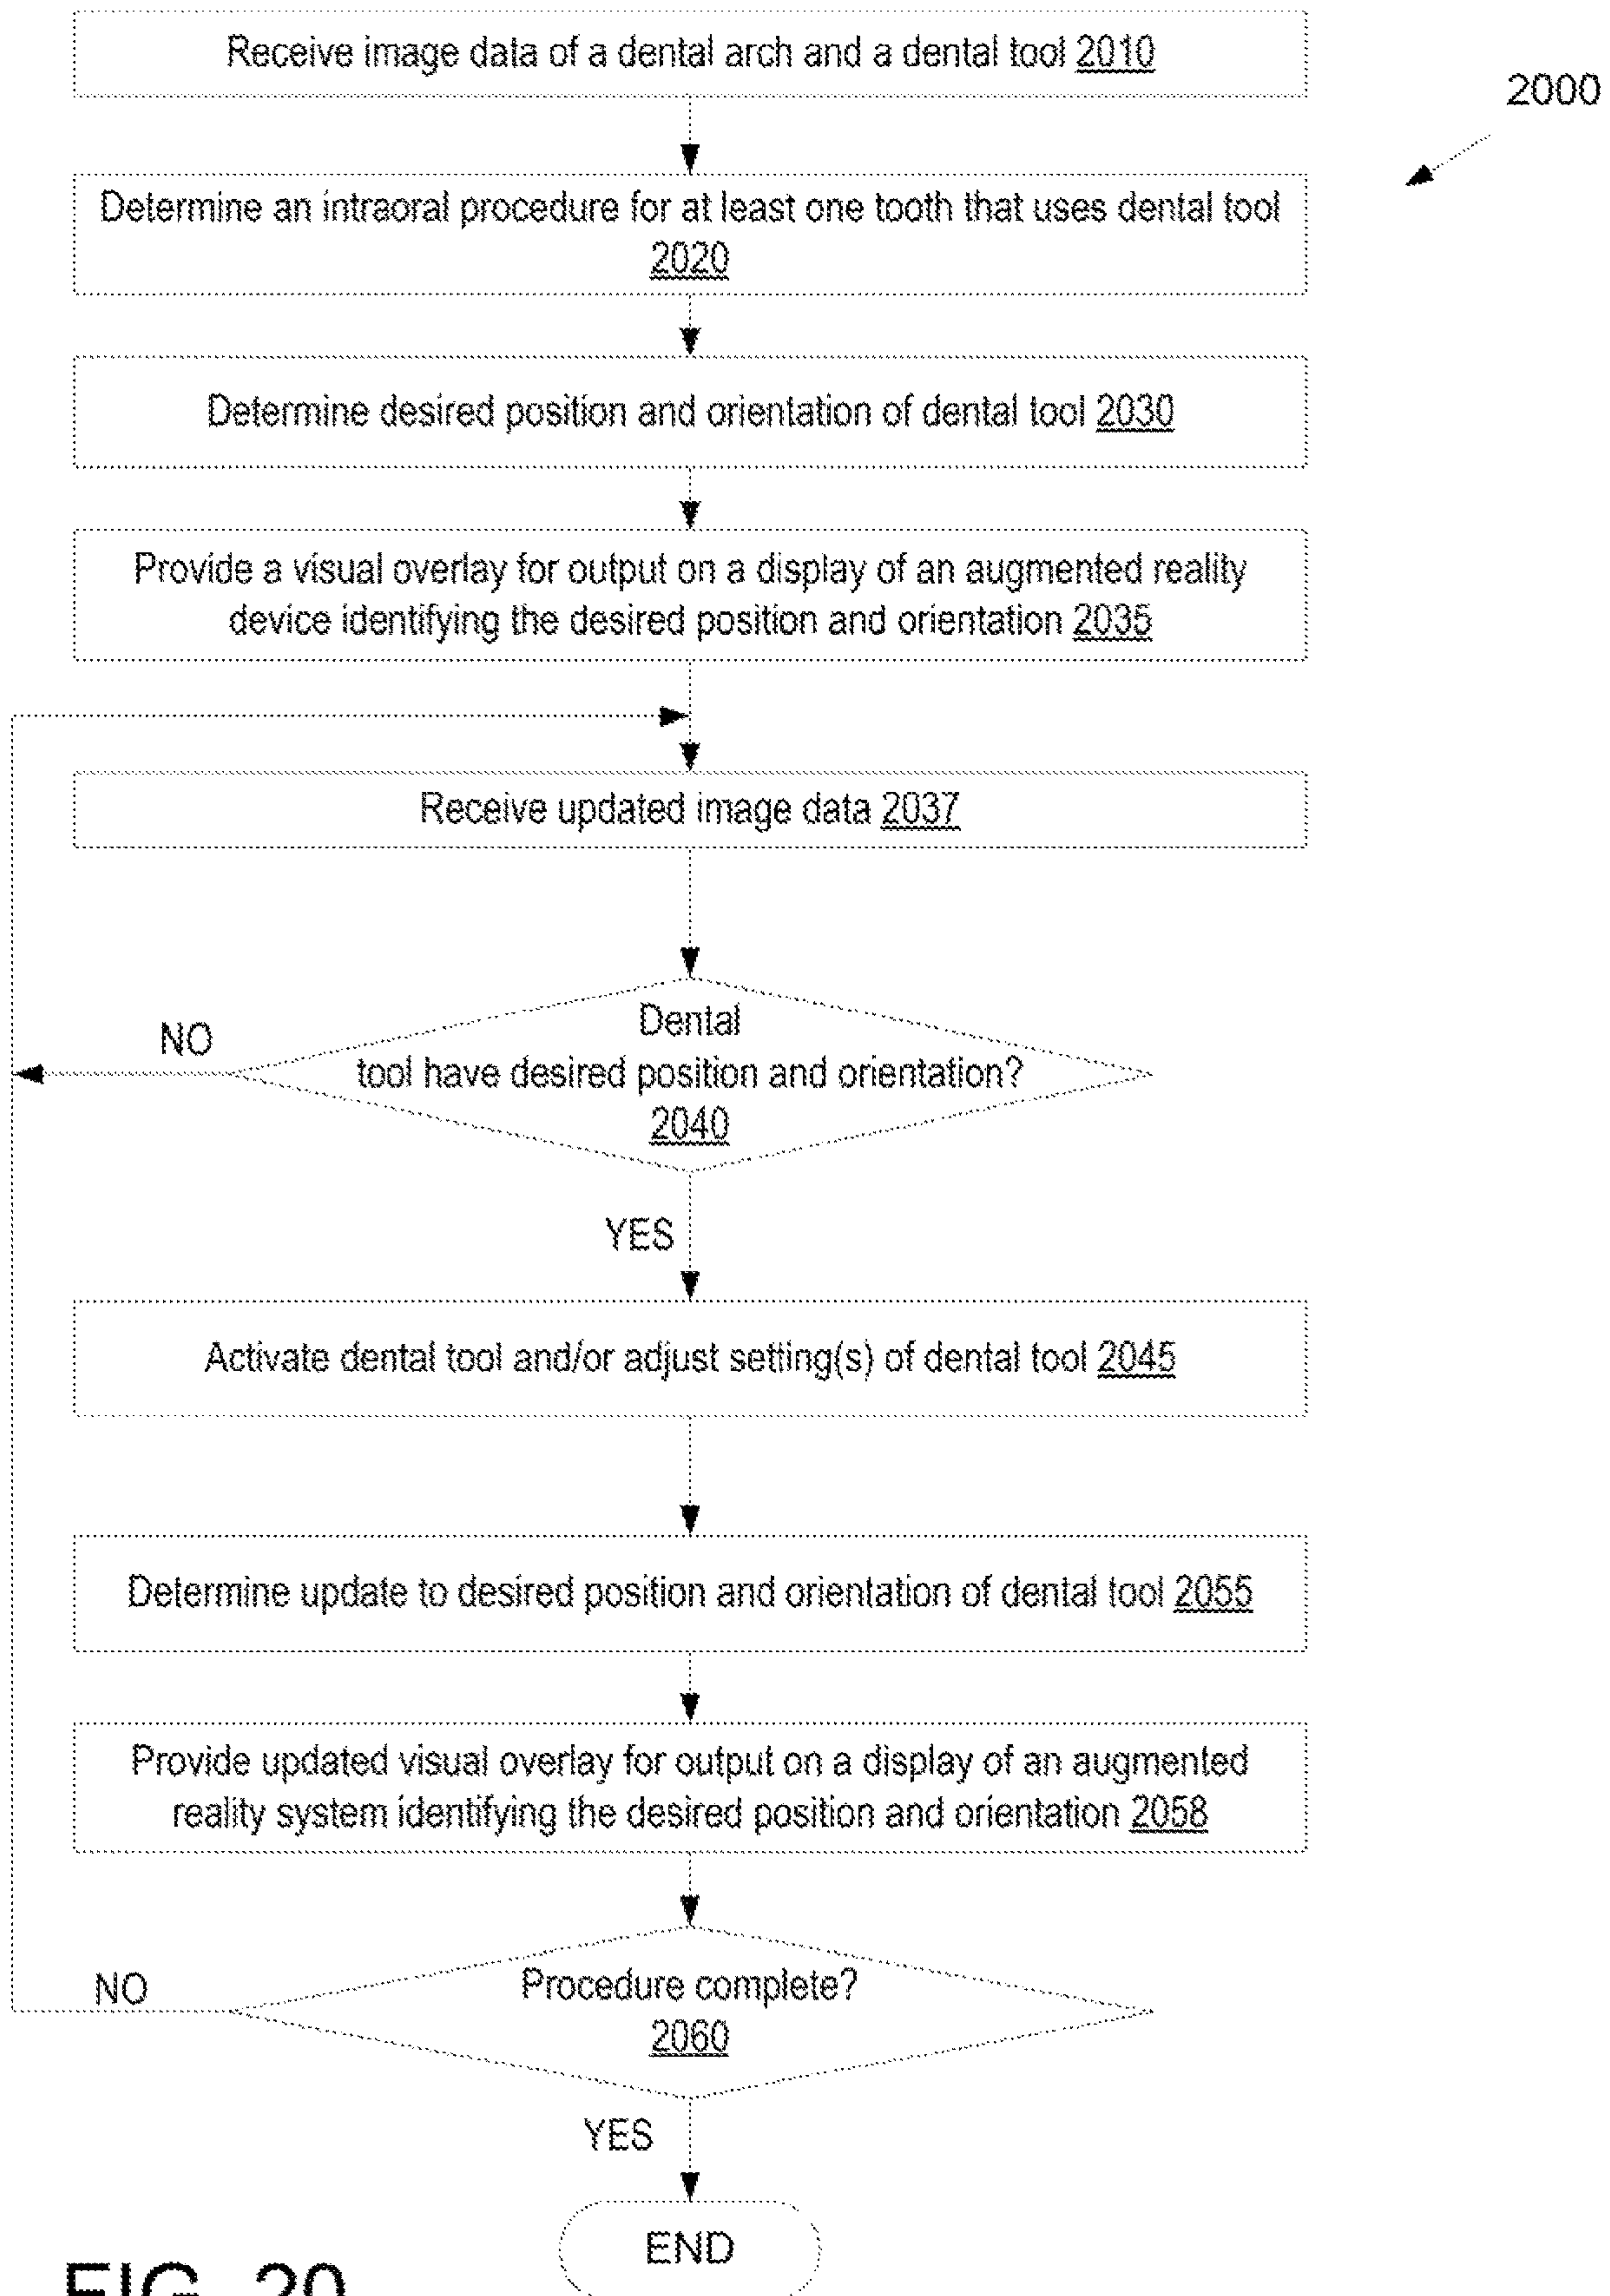 Receive image data of a dental arch and a dental tool 2010
2000
Determine an intraoral procedure for at least one tooth that uses dental tool
2020
Determine desired position and orientation of dental tool 2030
Provide a visual overlay for output on a display of an augmented reality
device identifying the desired position and orientation 2035
Receive updated image data 2037
Dental
tool have desired position and orientation?
2040
NO
YES
Activate dental tool and/or adjust setting(s) of dental tool 2045
Determine update to desired position and orientation of dental tool 2055
Provide updated visual overlay for output on a display of an augmented
reality system identifying the desired position and orientation 2058
Procedure complete?
2060
NO
YES
END
FIG. 20